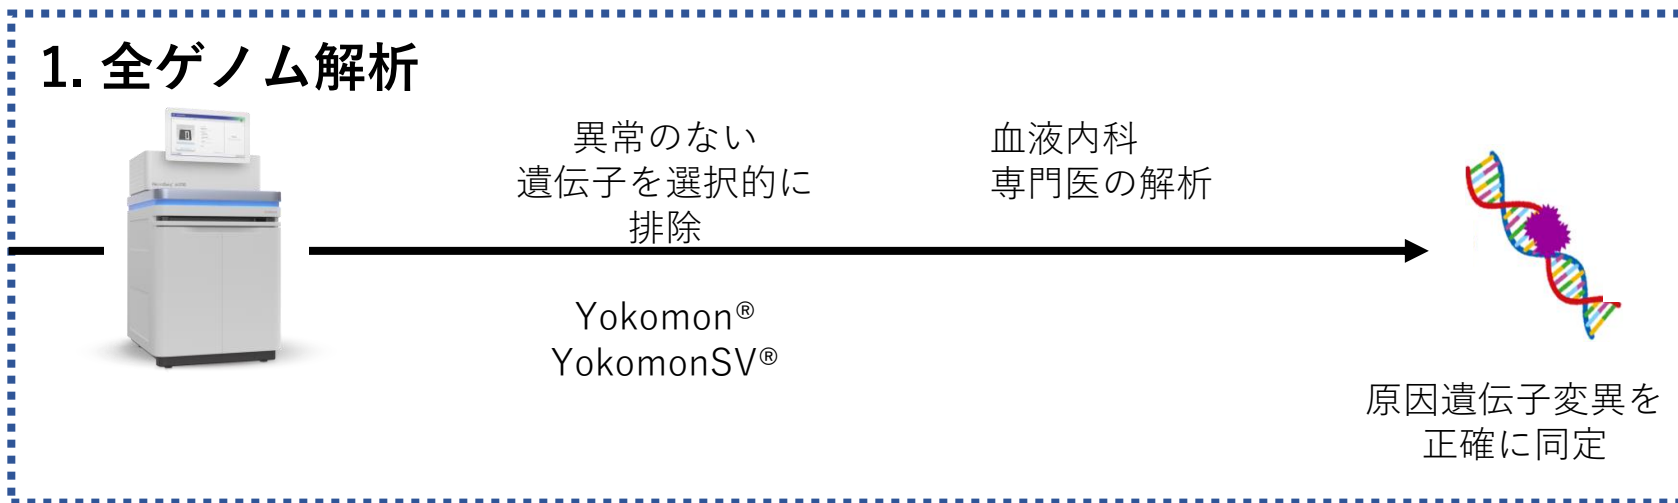 1. 全ゲノム解析
異常のない
遺伝子を選択的に
排除
血液内科
専門医の解析
Yokomon®
YokomonSV®
原因遺伝子変異を
正確に同定